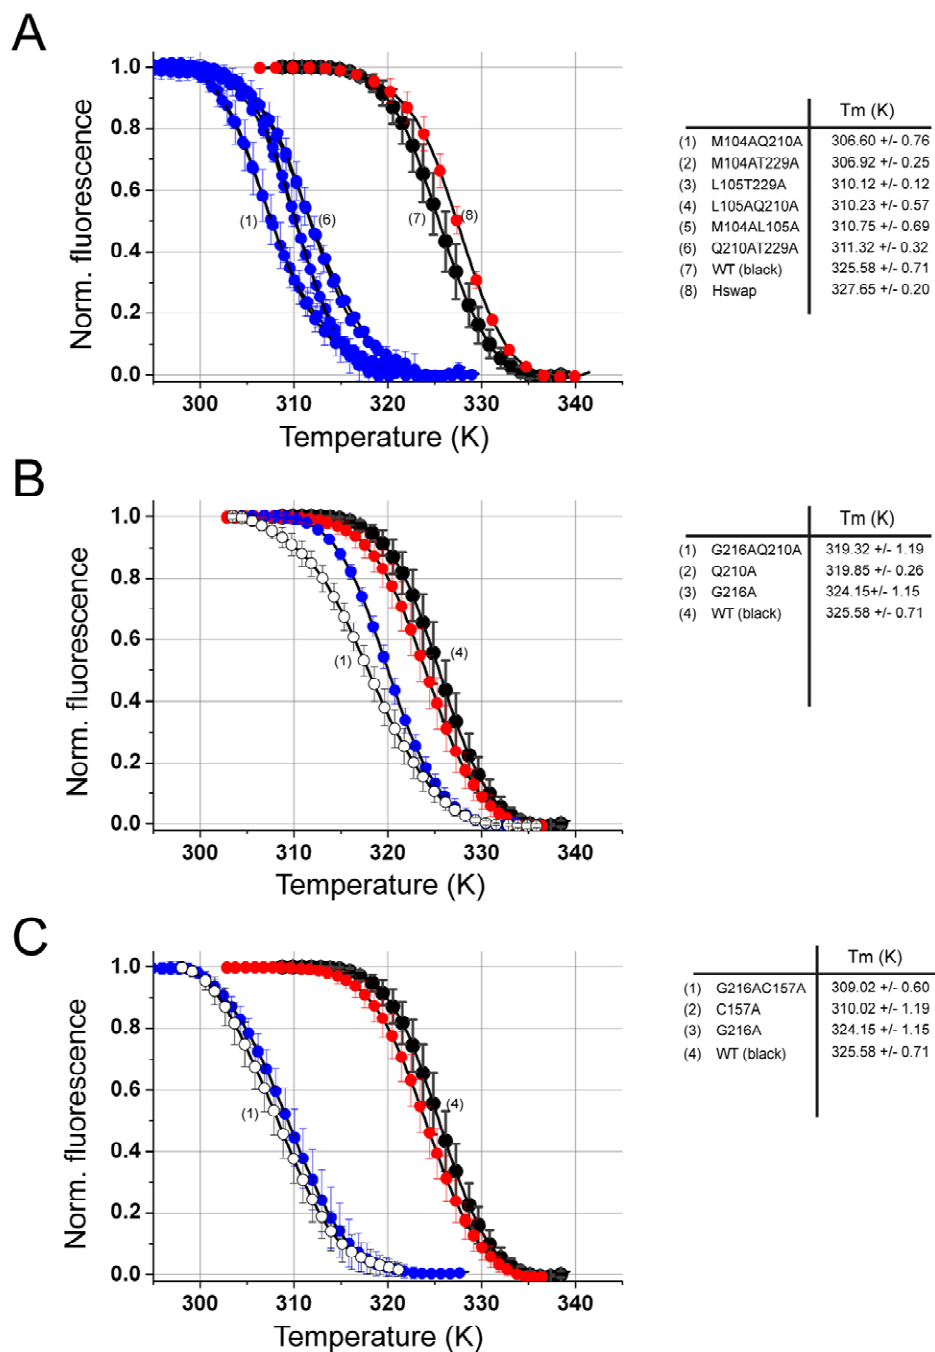 A
Norm. fluorescence
1.0
0.8
0.6
0.4
0.2
0.0
(1)
(6)
(7)
(8)
300 310 320 330 340
Temperature (K)
Tm (K)
(1) M104AQ210A 306.60 +/- 0.76
(2) M104AT229A 306.92 +/- 0.25
(3) L105T229A 310.12 +/- 0.12
(4) L105AQ210A 310.23 +/- 0.57
(5) M104AL105A 310.75 +/- 0.69
(6) Q210AT229A 311.32 +/- 0.32
(7) WT (black) 325.58 +/- 0.71
(8) Hswap 327.65 +/- 0.20
B
Norm. fluorescence
1.0
0.8
0.6
0.4
0.2
0.0
(1)
(4)
300 310 320 330 340
Temperature (K)
Tm (K)
(1) G216AQ210A 319.32 +/- 1.19
(2) Q210A 319.85 +/- 0.26
(3) G216A 324.15+/- 1.15
(4) WT (black) 325.58 +/- 0.71
C
Norm. fluorescence
1.0
0.8
0.6
0.4
0.2
0.0
(1)
(4)
300 310 320 330 340
Temperature (K)
Tm (K)
(1) G216AC157A 309.02 +/- 0.60
(2) C157A 310.02 +/- 1.19
(3) G216A 324.15 +/- 1.15
(4) WT (black) 325.58 +/- 0.71